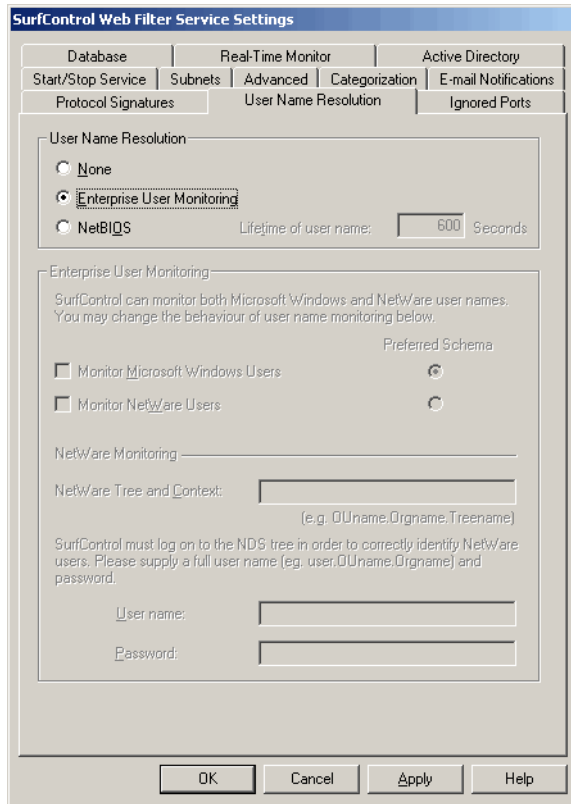 SurfControl Web Filter Service Settings
Database Real-Time Monitor Active Directory
Start/Stop Service Subnets Advanced Categorization E-mail Notifications
Protocol Signatures User Name Resolution Ignored Ports
User Name Resolution
None
Enterprise User Monitoring
NetBIOS Lifetime of user name: 600 Seconds
Enterprise User Monitoring
SurfControl can monitor both Microsoft Windows and NetWare user names.
You may change the behaviour of user name monitoring below.
Preferred Schema
Monitor Microsoft Windows Users
Monitor NetWare Users
NetWare Monitoring
NetWare Tree and Context:
(e.g. OUname.Orgname.Treename)
SurfControl must log on to the NDS tree in order to correctly identify NetWare
users. Please supply a full user name (eg. user.OUname.Orgname) and
password.
User name:
Password:
OK Cancel Apply Help